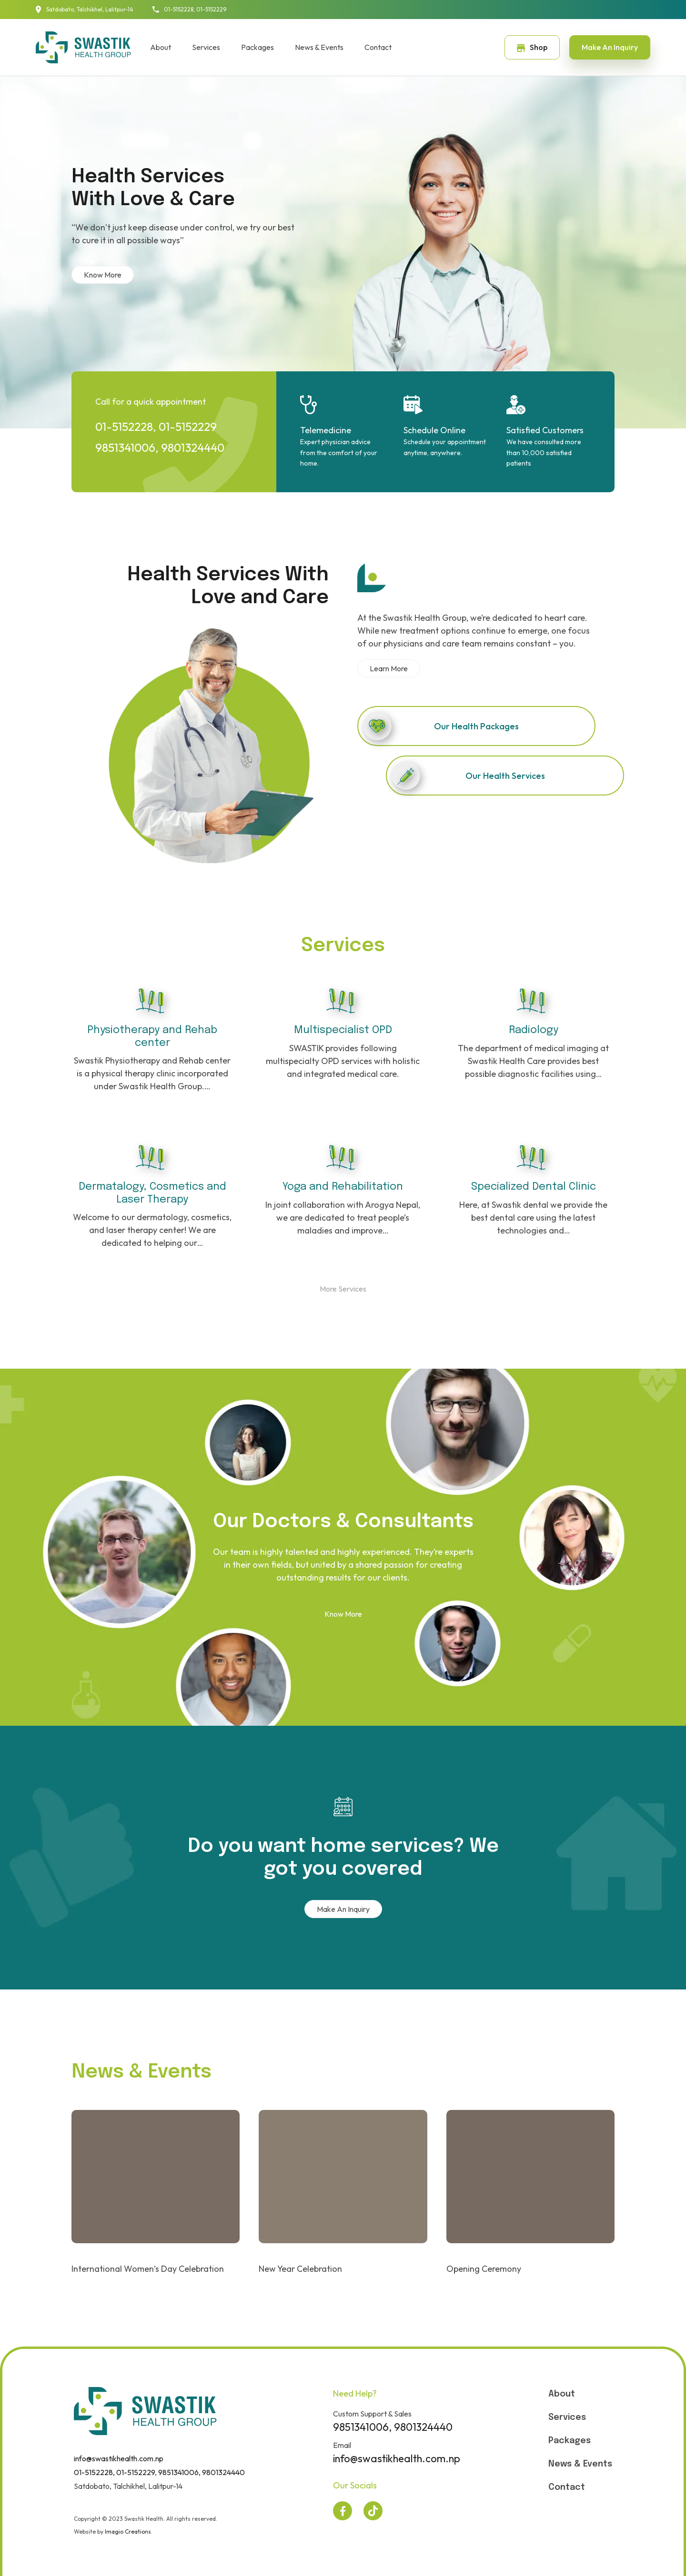 Satdobato, Talchikhel, Lalitpur-14
01-5152228, 01-5152229
SWASTIK
HEALTH GROUP
About
Services
Packages
News & Events
Contact
Shop
Make An Inquiry
Health Services
With Love & Care
“We don’t just keep disease under control, we try our best
to cure it in all possible ways”
Know More
Call for a quick appointment
01-5152228, 01-5152229
9851341006, 9801324440
Telemedicine
Expert physician advice
from the comfort of your
home.
Schedule Online
Schedule your appointment
anytime, anywhere.
Satisfied Customers
We have consulted more
than 10,000 satisfied
patients
Health Services With
Love and Care
At the Swastik Health Group, we’re dedicated to heart care.
While new treatment options continue to emerge, one focus
of our physicians and care team remains constant – you.
Learn More
Our Health Packages
Our Health Services
Services
Physiotherapy and Rehab
center
Swastik Physiotherapy and Rehab center
is a physical therapy clinic incorporated
under Swastik Health Group....
Multispecialist OPD
SWASTIK provides following
multispecialty OPD services with holistic
and integrated medical care.
Radiology
The department of medical imaging at
Swastik Health Care provides best
possible diagnostic facilities using...
Dermatalogy, Cosmetics and
Laser Therapy
Welcome to our dermatology, cosmetics,
and laser therapy center! We are
dedicated to helping our...
Yoga and Rehabilitation
In joint collaboration with Arogya Nepal,
we are dedicated to treat people’s
maladies and improve...
Specialized Dental Clinic
Here, at Swastik dental we provide the
best dental care using the latest
technologies and...
More Services
Our Doctors & Consultants
Our team is highly talented and highly experienced. They’re experts
in their own fields, but united by a shared passion for creating
outstanding results for our clients.
Know More
Do you want home services? We
got you covered
Make An Inquiry
News & Events
International Women’s Day Celebration
New Year Celebration
Opening Ceremony
SWASTIK
HEALTH GROUP
info@swastikhealth.com.np
01-5152228, 01-5152229, 9851341006, 9801324440
Satdobato, Talchikhel, Lalitpur-14
Copyright © 2023 Swastik Health. All rights reserved.
Website by Imagio Creations.
Need Help?
Custom Support & Sales
9851341006, 9801324440
Email
info@swastikhealth.com.np
Our Socials
About
Services
Packages
News & Events
Contact